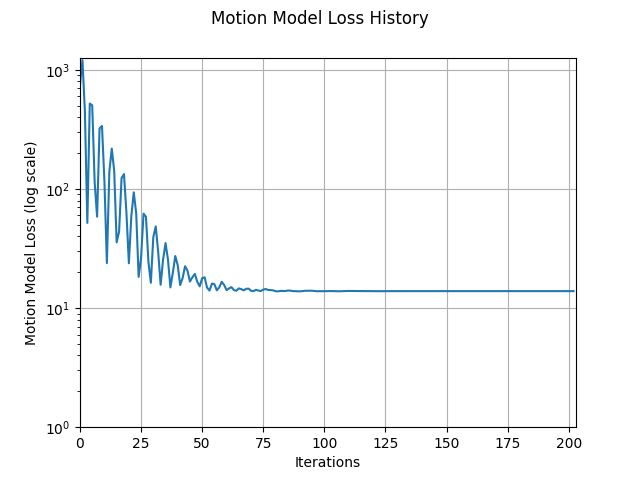 Motion Model Loss History
Motion Model Loss (log scale)
10³
10²
10¹
10⁰
0 25 50 75 100 125 150 175 200
Iterations